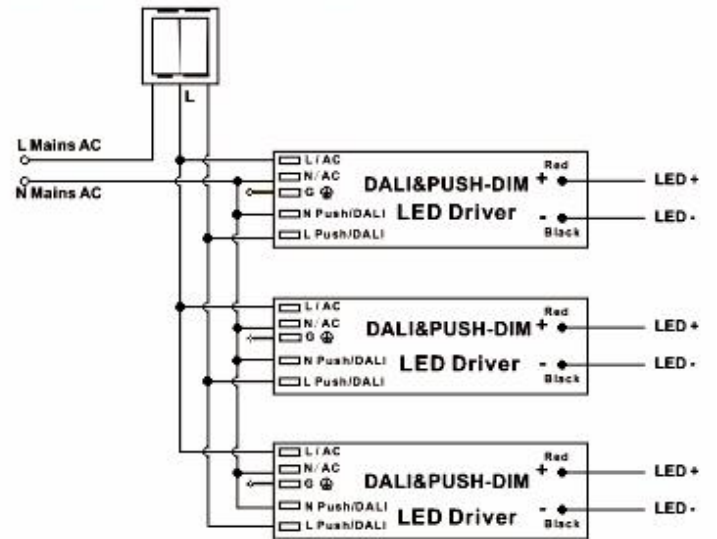 L
L Mains AC
N Mains AC
L / AC
N/AC
G
N Push/DALI
L Push/DALI
DALI&PUSH-DIM
LED Driver
Red
+
-
Black
LED +
LED -
L/AC
N/AC
G
N Push/DALI
L Push/DALI
DALI&PUSH-DIM
LED Driver
Red
+
-
Black
LED +
LED -
L/AC
N/AC
G
N Push/DALI
L Push/DALI
DALI&PUSH-DIM
LED Driver
Red
+
-
Black
LED +
LED -